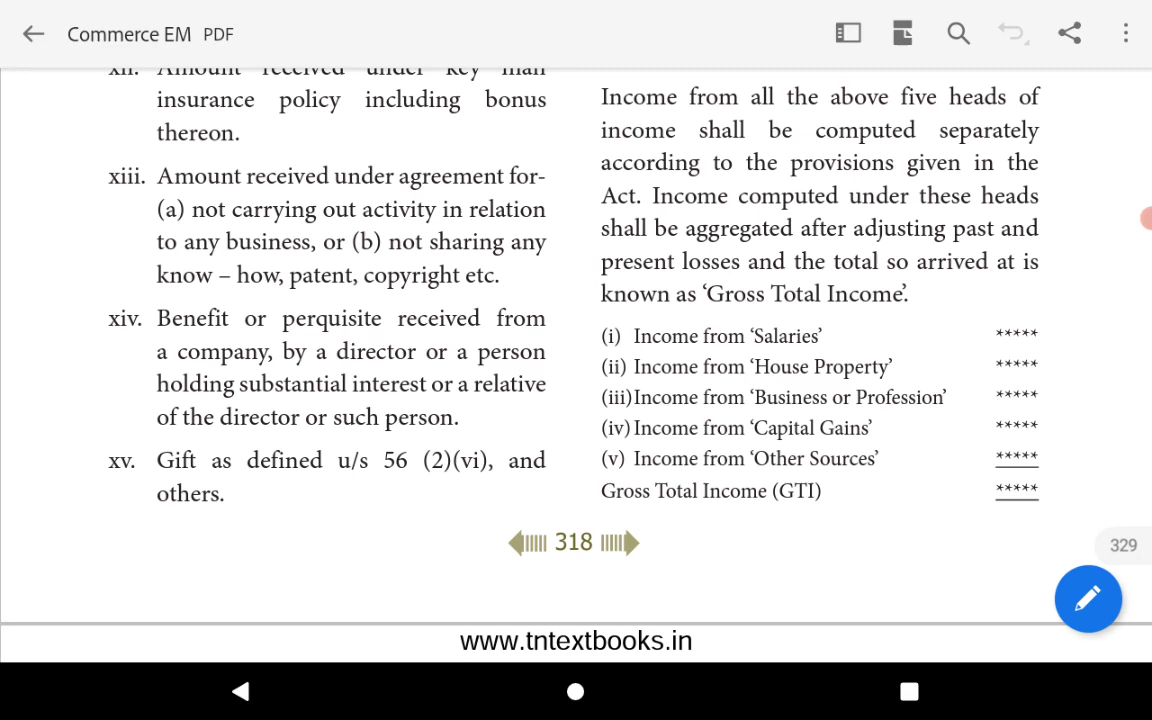 Commerce EM PDF
xii. Amount received under key man
insurance policy including bonus
thereon.
xiii. Amount received under agreement for-
(a) not carrying out activity in relation
to any business, or (b) not sharing any
know – how, patent, copyright etc.
xiv. Benefit or perquisite received from
a company, by a director or a person
holding substantial interest or a relative
of the director or such person.
xv. Gift as defined u/s 56 (2)(vi), and
others.
Income from all the above five heads of
income shall be computed separately
according to the provisions given in the
Act. Income computed under these heads
shall be aggregated after adjusting past and
present losses and the total so arrived at is
known as ‘Gross Total Income’.
(i) Income from ‘Salaries’ *****
(ii) Income from ‘House Property’ *****
(iii) Income from ‘Business or Profession’ *****
(iv) Income from ‘Capital Gains’ *****
(v) Income from ‘Other Sources’ *****
Gross Total Income (GTI) *****
318
329
www.tntextbooks.in